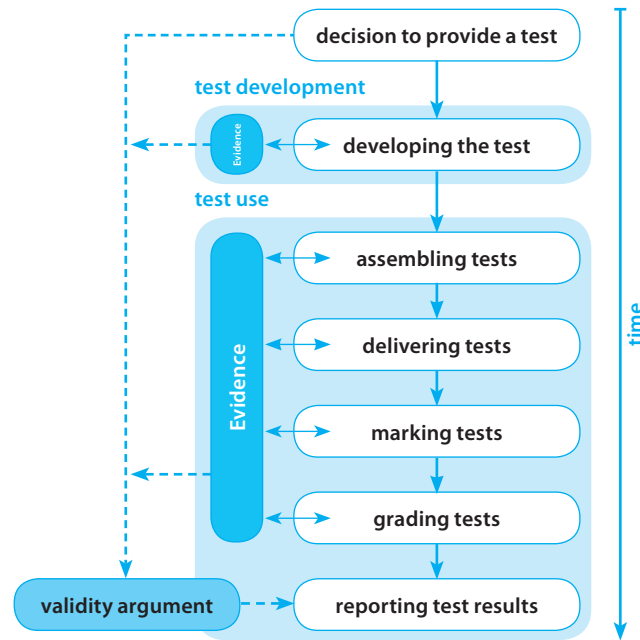 decision to provide a test
test development
Evidence
developing the test
test use
assembling tests
delivering tests
Evidence
marking tests
grading tests
validity argument
reporting test results
time